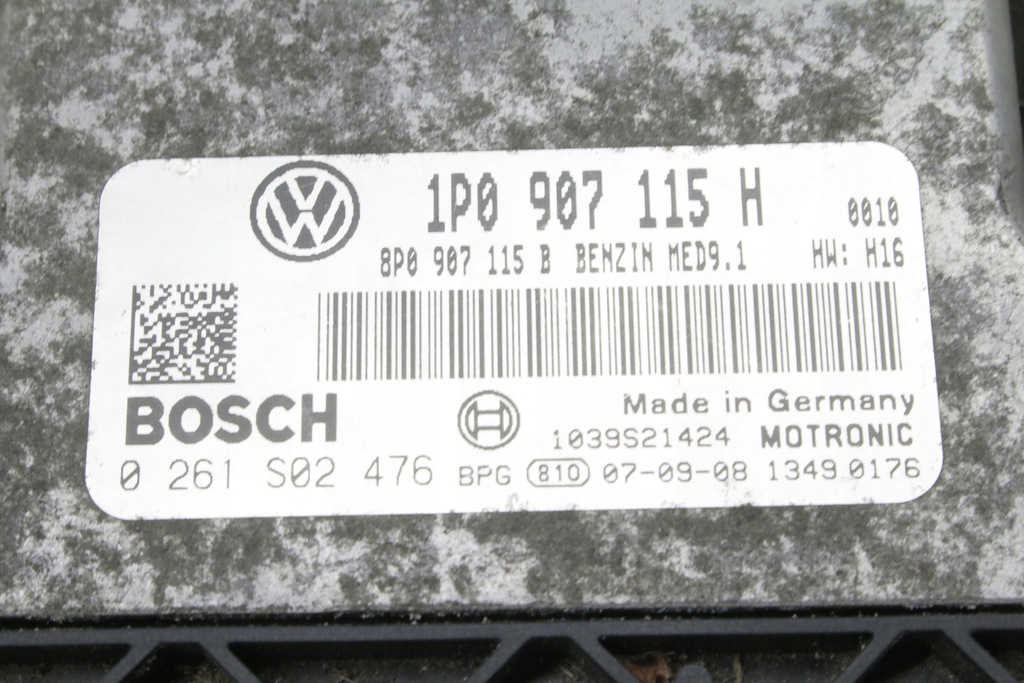 1P0 907 115 H 0010
8P0 907 115 B BENZIN MED9.1 HW: H16
BOSCH
Made in Germany
1039S21424 MOTRONIC
0 261 S02 476 BPG 810 07-09-08 1349 0176